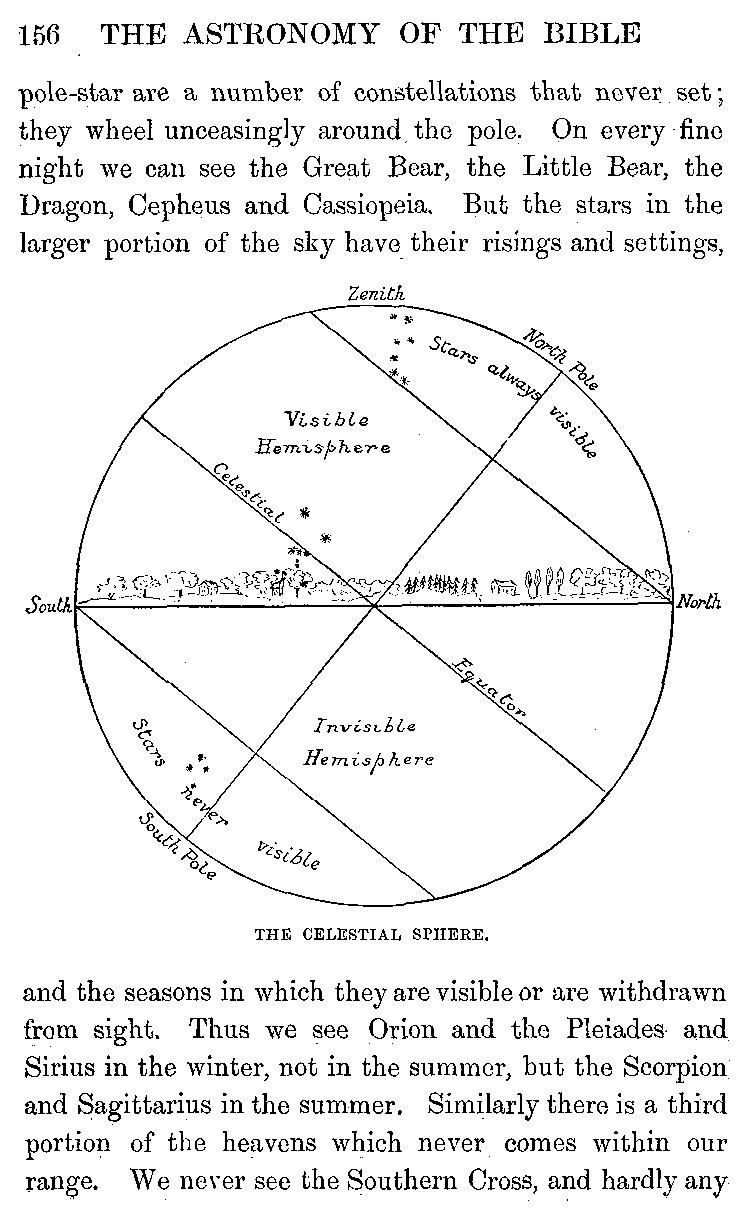 156 THE ASTRONOMY OF THE BIBLE
pole-star are a number of constellations that never set;
they wheel unceasingly around the pole. On every fine
night we can see the Great Bear, the Little Bear, the
Dragon, Cepheus and Cassiopeia. But the stars in the
larger portion of the sky have their risings and settings,
Zenith
North Pole
Stars always visible
Visible
Hemisphere
Celestial Equator
South
North
Invisible
Hemisphere
Stars never visible
South Pole
THE CELESTIAL SPHERE.
and the seasons in which they are visible or are withdrawn
from sight. Thus we see Orion and the Pleiades and
Sirius in the winter, not in the summer, but the Scorpion
and Sagittarius in the summer. Similarly there is a third
portion of the heavens which never comes within our
range. We never see the Southern Cross, and hardly any